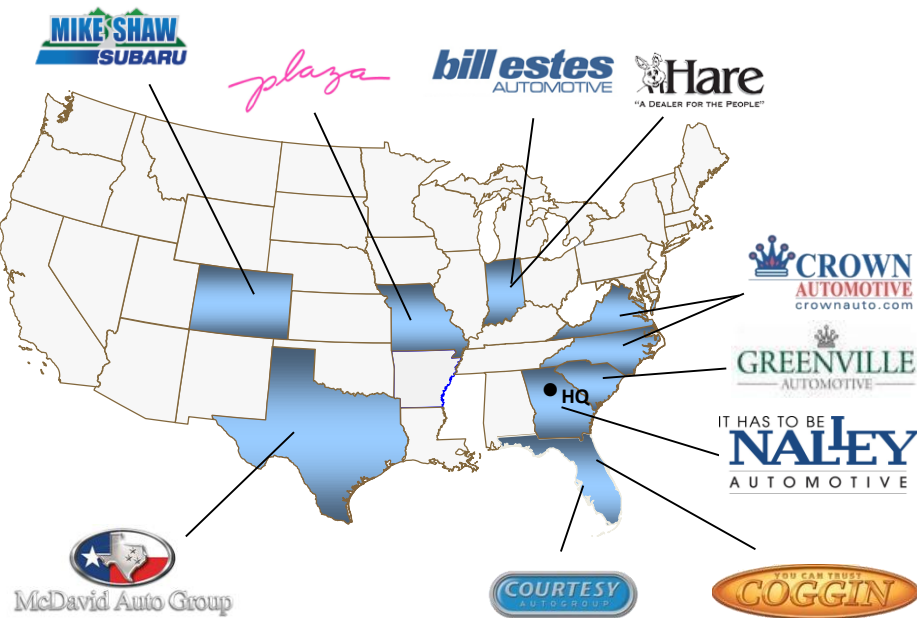 MIKE SHAW
SUBARU
plaza
bill estes
AUTOMOTIVE
Hare
"A DEALER FOR THE PEOPLE"
CROWN
AUTOMOTIVE
crownauto.com
GREENVILLE
AUTOMOTIVE
HQ
IT HAS TO BE
NALLEY
AUTOMOTIVE
McDavid Auto Group
COURTESY
AUTOGROUP
YOU CAN TRUST
COGGIN